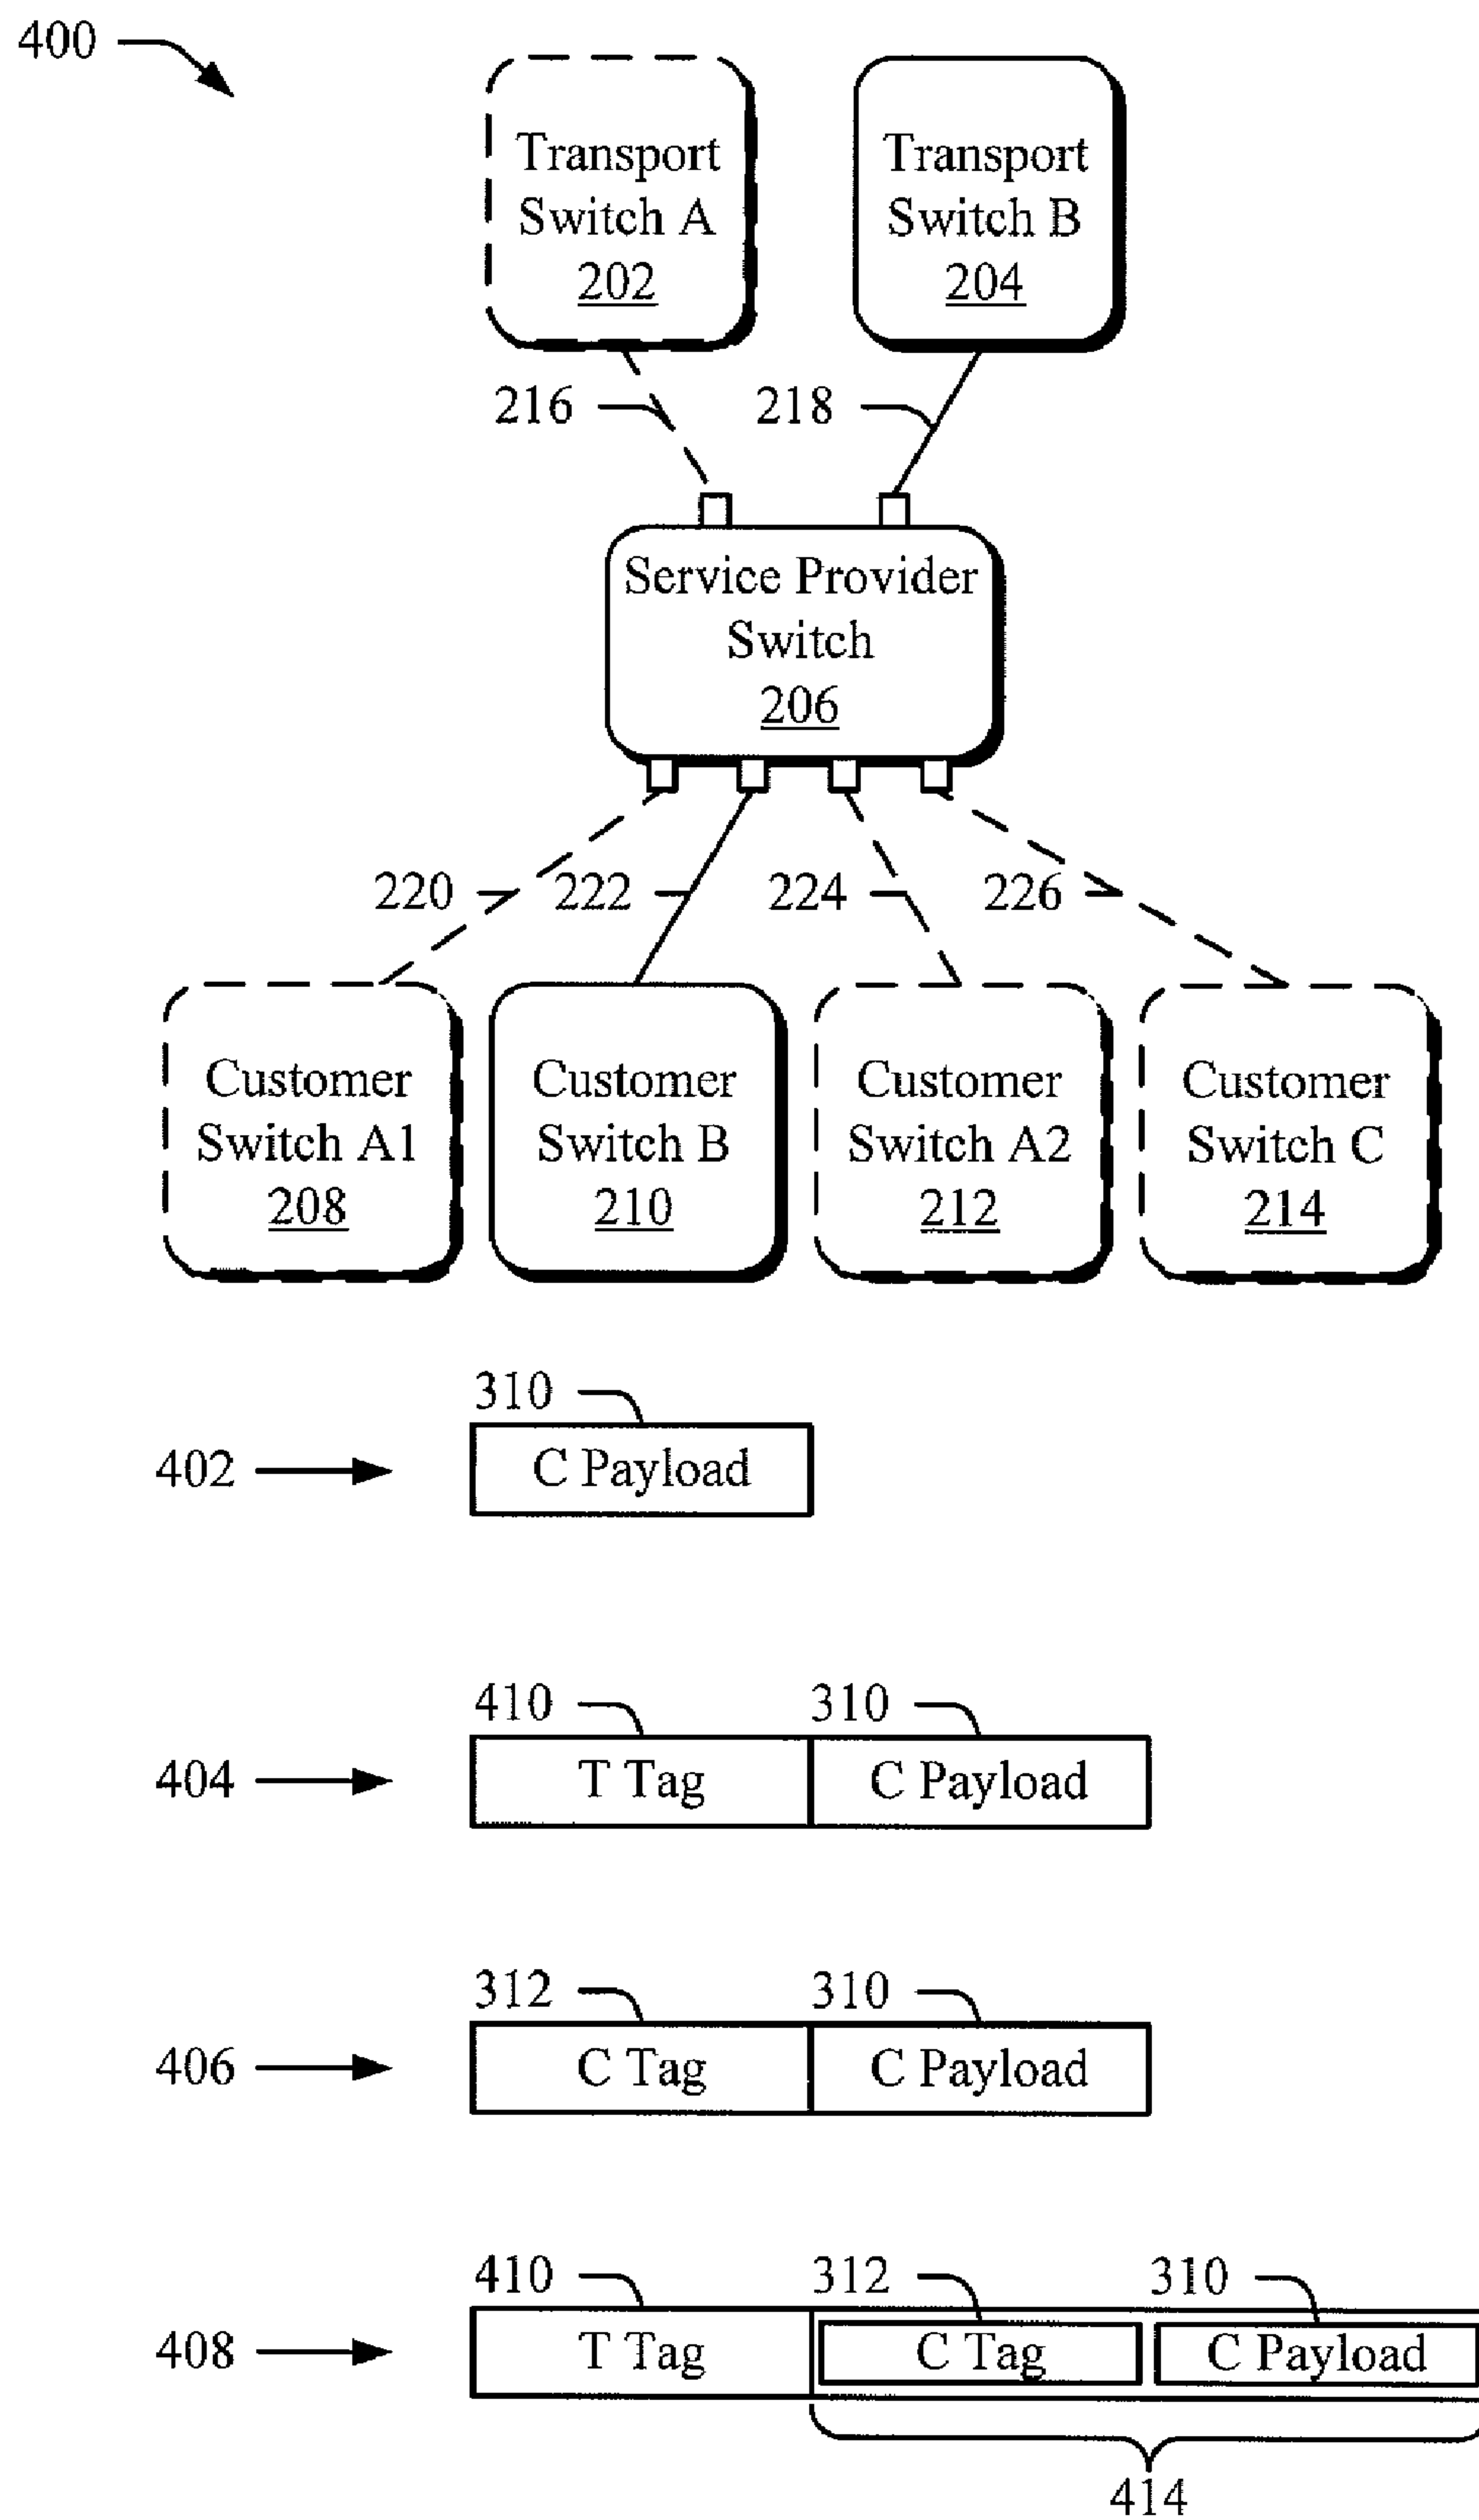 400
Transport Switch A 202
Transport Switch B 204
216
218
Service Provider Switch 206
220
222
224
226
Customer Switch A1 208
Customer Switch B 210
Customer Switch A2 212
Customer Switch C 214
310
402
C Payload
410 310
404
T Tag C Payload
312 310
406
C Tag C Payload
410 312 310
408
T Tag C Tag C Payload
414